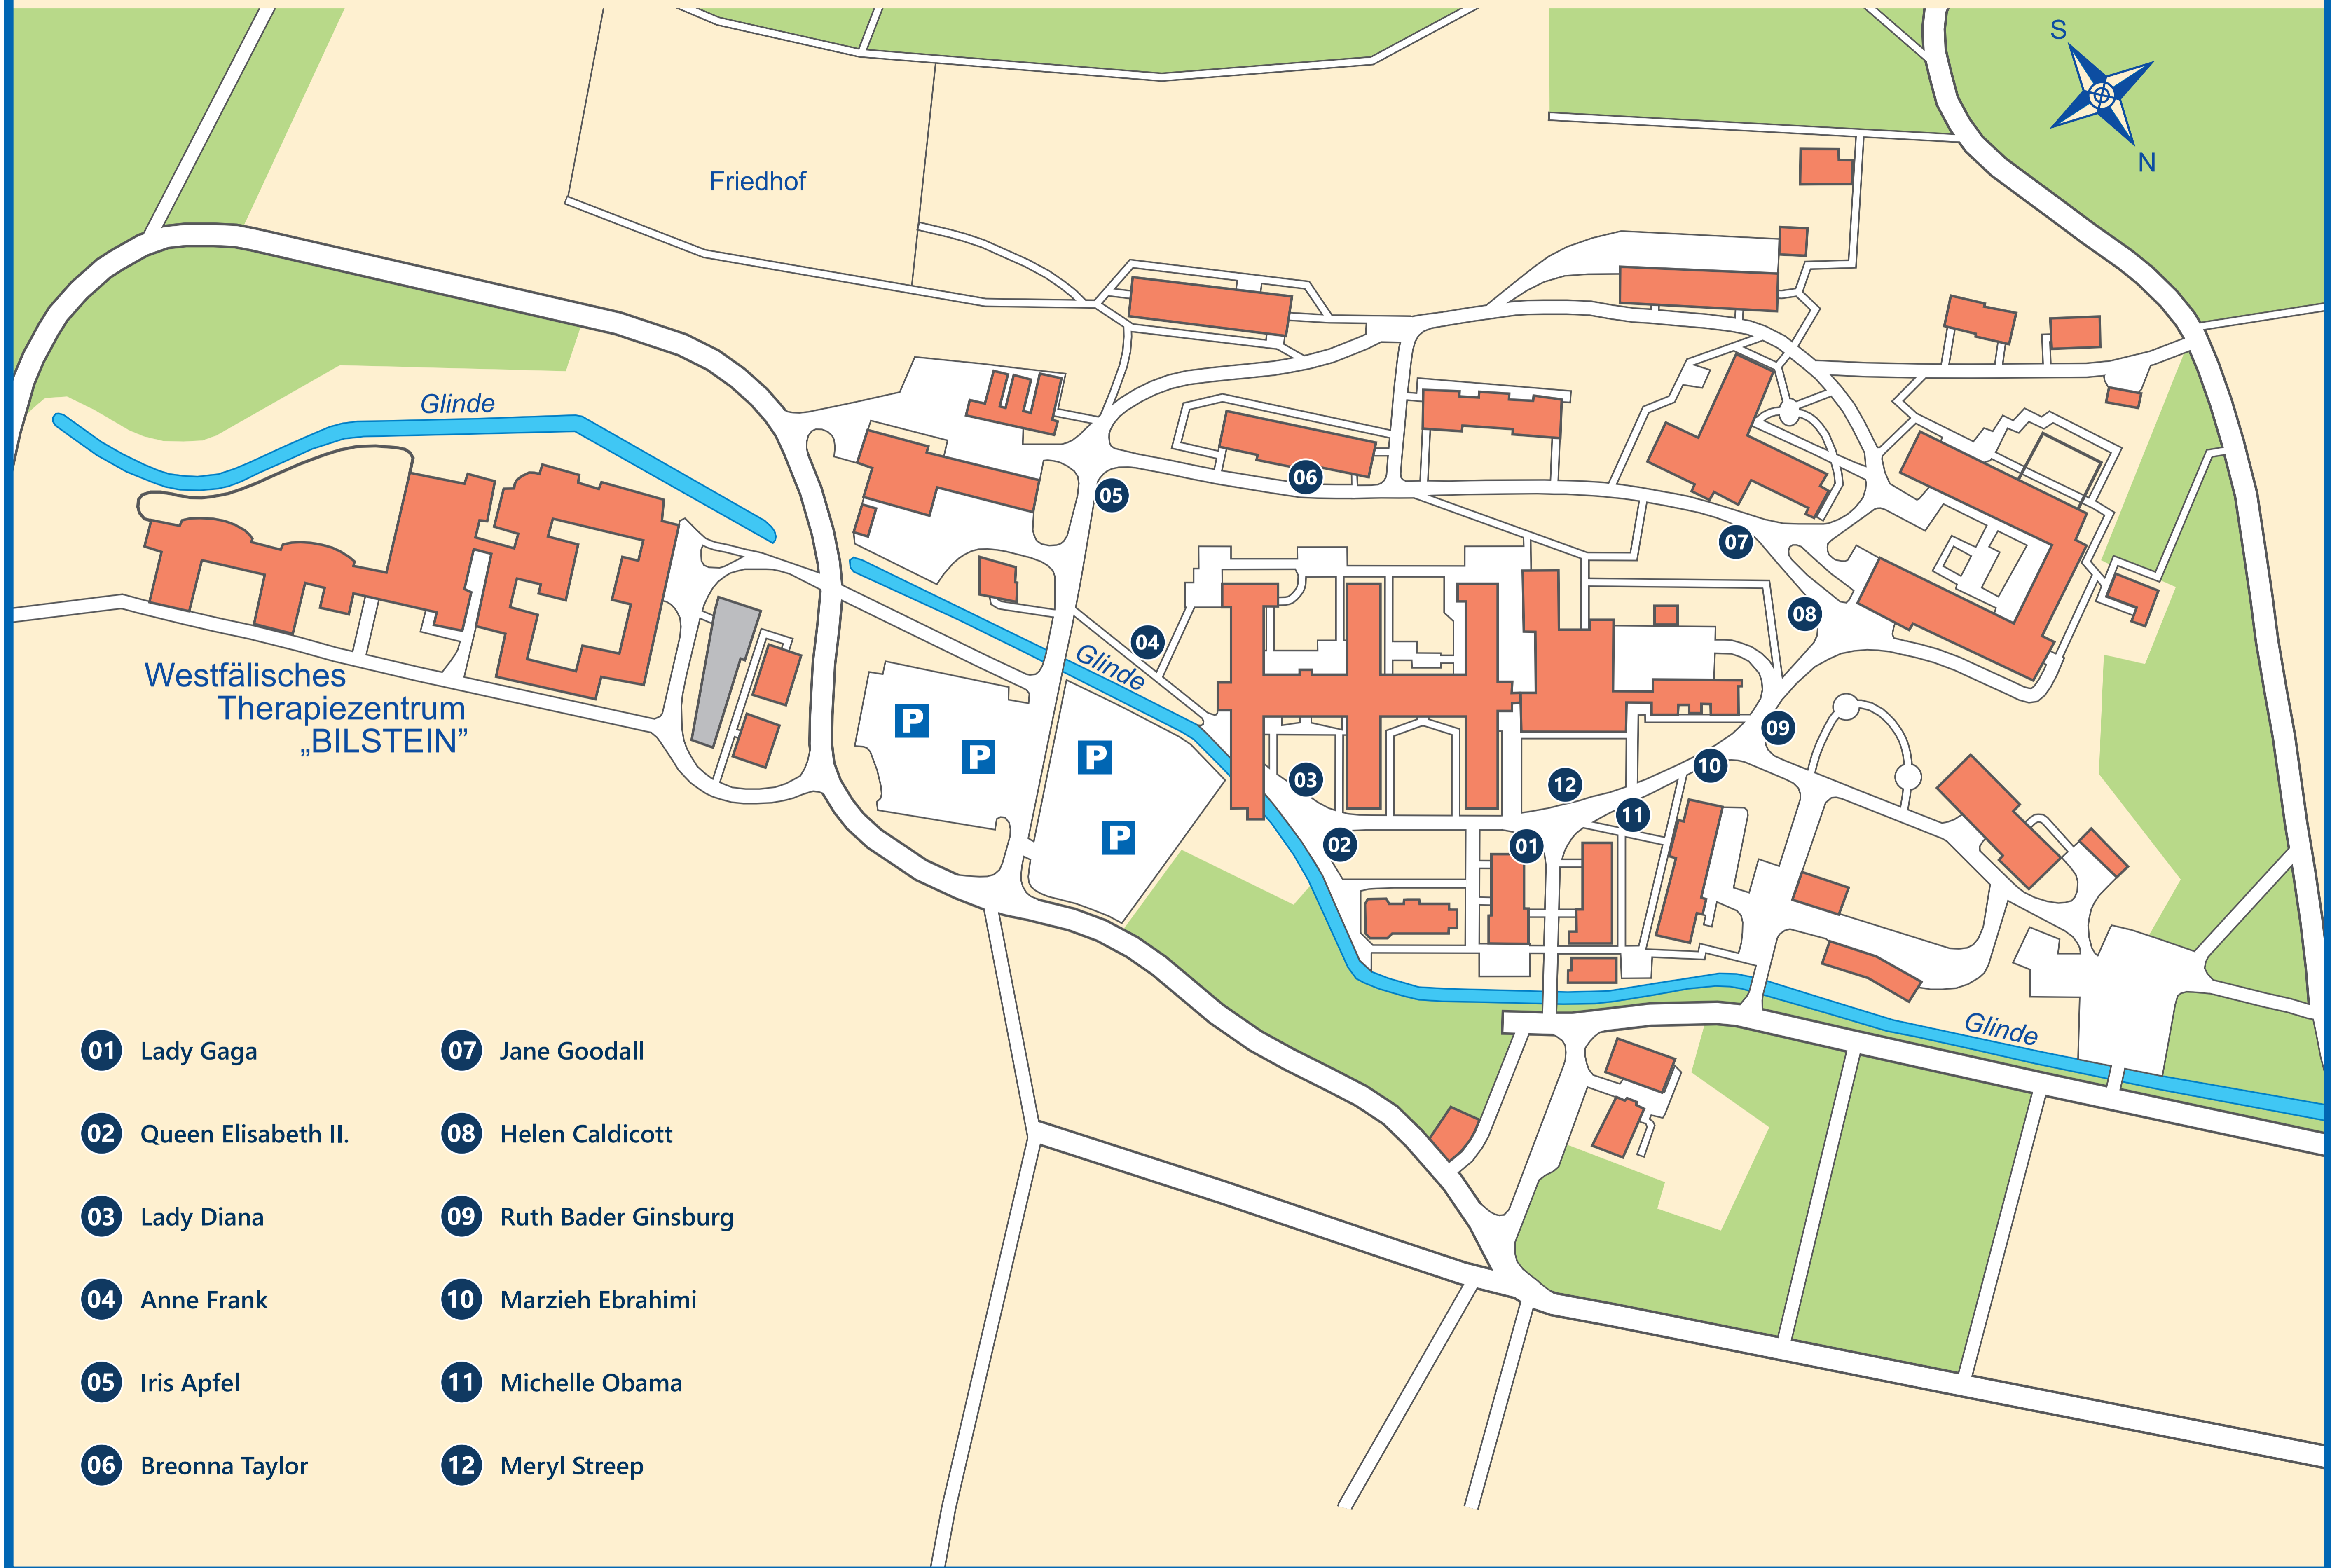 S
N
Friedhof
Glinde
Westfälisches
Therapiezentrum
„BILSTEIN”
05
06
07
08
04
Glinde
09
10
11
12
03
02
01
P
P
P
P
Glinde
01 Lady Gaga
02 Queen Elisabeth II.
03 Lady Diana
04 Anne Frank
05 Iris Apfel
06 Breonna Taylor
07 Jane Goodall
08 Helen Caldicott
09 Ruth Bader Ginsburg
10 Marzieh Ebrahimi
11 Michelle Obama
12 Meryl Streep